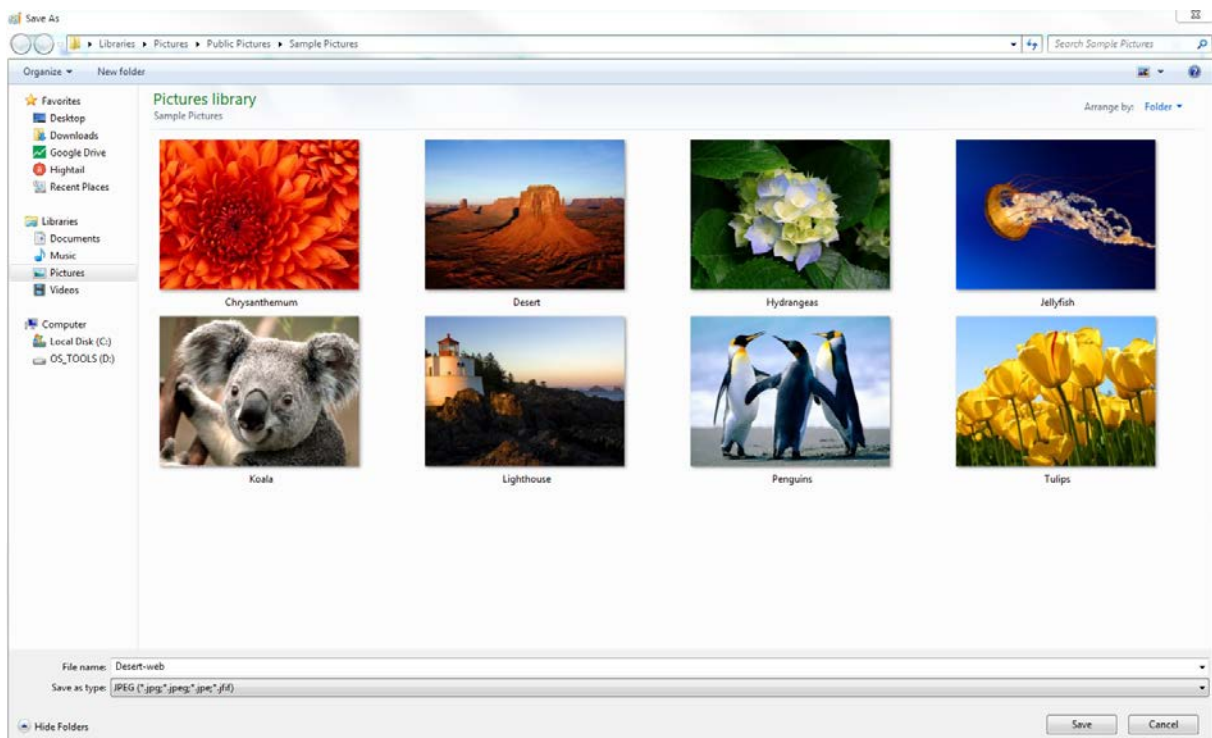 Save As
Libraries ▸ Pictures ▸ Public Pictures ▸ Sample Pictures
Search Sample Pictures
Organize
New folder
Favorites
Desktop
Downloads
Google Drive
Hightail
Recent Places
Libraries
Documents
Music
Pictures
Videos
Computer
Local Disk (C:)
OS_TOOLS (D:)
Pictures library
Sample Pictures
Arrange by: Folder
Chrysanthemum
Desert
Hydrangeas
Jellyfish
Koala
Lighthouse
Penguins
Tulips
File name: Desert-web
Save as type: JPEG (*.jpg;*.jpeg;*.jpe;*.jfif)
Hide Folders
Save
Cancel